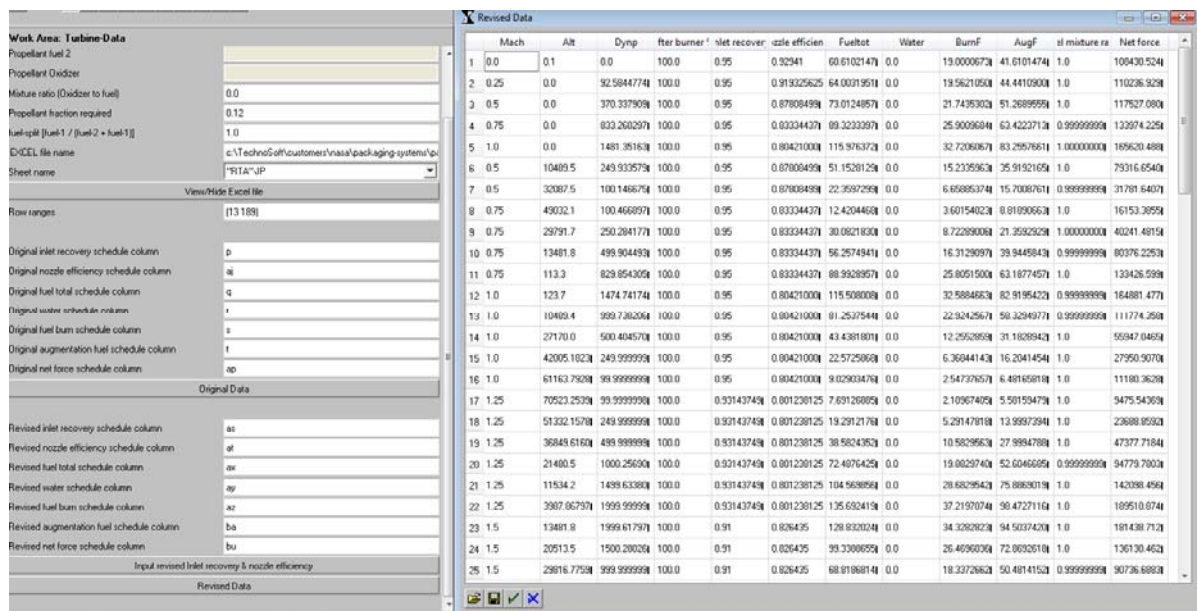 Work Area: Turbine-Data
Propellant fuel 2
Propellant Oxidizer
Mixture ratio (Oxidizer to fuel) 0.0
Propellant fraction required 0.12
fuel-split [fuel-1 / (fuel-2 + fuel-1)] 1.0
EXCEL file name c:\TechnoSoft\customers\nasa\packaging-systems\pa
Sheet name "RTA"\JP
View/Hide Excel file
Row ranges (13 189)
Original inlet recovery schedule column p
Original nozzle efficiency schedule column aj
Original fuel total schedule column q
Original water schedule column r
Original fuel burn schedule column s
Original augmentation fuel schedule column t
Original net force schedule column ap
Original Data
Revised inlet recovery schedule column as
Revised nozzle efficiency schedule column at
Revised fuel total schedule column ax
Revised water schedule column ay
Revised fuel burn schedule column az
Revised augmentation fuel schedule column ba
Revised net force schedule column bu
Input revised Inlet recovery & nozzle efficiency
Revised Data
Revised Data
Mach Alt Dynp fter burner nlet recover zzle efficien Fueltot Water BurnF AugF el mixture ra Net force
1 0.0 0.1 0.0 100.0 0.95 0.92941 60.6102147 0.0 19.0000673 41.6101474 1.0 108430.524
2 0.25 0.0 92.5844774 100.0 0.95 0.919325625 64.0031951 0.0 19.5621050 44.4410900 1.0 110236.929
3 0.5 0.0 370.337909 100.0 0.95 0.87808499 73.0124857 0.0 21.7435302 51.2689555 1.0 117527.080
4 0.75 0.0 833.260297 100.0 0.95 0.83334437 89.3233397 0.0 25.9009684 63.4223713 0.99999999 133974.225
5 1.0 0.0 1481.35163 100.0 0.95 0.80421000 115.976372 0.0 32.7206067 83.2557661 1.00000000 165620.488
6 0.5 10489.5 249.933579 100.0 0.95 0.87808499 51.1528129 0.0 15.2335963 35.9192165 1.0 79316.6540
7 0.5 32087.5 100.146675 100.0 0.95 0.87808499 22.3597299 0.0 6.65885374 15.7008761 0.99999999 31781.6407
8 0.75 49032.1 100.466897 100.0 0.95 0.83334437 12.4204468 0.0 3.60154023 8.81890663 1.0 16153.3855
9 0.75 29791.7 250.284177 100.0 0.95 0.83334437 30.0821830 0.0 8.72289006 21.3592929 1.00000000 40241.4815
10 0.75 13481.8 499.904493 100.0 0.95 0.83334437 56.2574941 0.0 16.3129097 39.9445843 0.99999999 80376.2253
11 0.75 113.3 829.854305 100.0 0.95 0.83334437 88.9928957 0.0 25.8051500 63.1877457 1.0 133426.599
12 1.0 123.7 1474.74174 100.0 0.95 0.80421000 115.508008 0.0 32.5884663 82.9195422 0.99999999 164881.477
13 1.0 10489.4 999.738206 100.0 0.95 0.80421000 81.2537544 0.0 22.9242567 58.3294977 0.99999999 111774.358
14 1.0 27170.0 500.404570 100.0 0.95 0.80421000 43.4381801 0.0 12.2552859 31.1828942 1.0 55947.0465
15 1.0 42005.1823 249.999999 100.0 0.95 0.80421000 22.5725868 0.0 6.36844143 16.2041454 1.0 27950.9070
16 1.0 61163.7928 99.9999999 100.0 0.95 0.80421000 9.02903476 0.0 2.54737657 6.48165818 1.0 11180.3628
17 1.25 70523.2539 99.9999998 100.0 0.93143749 0.801238125 7.69126885 0.0 2.10967405 5.58159479 1.0 9475.54369
18 1.25 51332.1578 249.999999 100.0 0.93143749 0.801238125 19.2912176 0.0 5.29147818 13.9997394 1.0 23688.8592
19 1.25 36849.6160 499.999999 100.0 0.93143749 0.801238125 38.5824352 0.0 10.5829563 27.9994788 1.0 47377.7184
20 1.25 21480.5 1000.25690 100.0 0.93143749 0.801238125 72.4876425 0.0 19.8829740 52.6046685 0.99999999 94779.7803
21 1.25 11534.2 1499.63380 100.0 0.93143749 0.801238125 104.569856 0.0 28.6829542 75.8869019 1.0 142098.456
22 1.25 3987.86797 1999.99999 100.0 0.93143749 0.801238125 135.692419 0.0 37.2197074 98.4727116 1.0 189510.874
23 1.5 13481.8 1999.61797 100.0 0.91 0.826435 128.832024 0.0 34.3282823 94.5037420 1.0 181438.712
24 1.5 20513.5 1500.28026 100.0 0.91 0.826435 99.3388655 0.0 26.4696036 72.8692618 1.0 136130.462
25 1.5 29816.7759 999.999999 100.0 0.91 0.826435 68.8186814 0.0 18.3372662 50.4814152 0.99999999 90736.6883